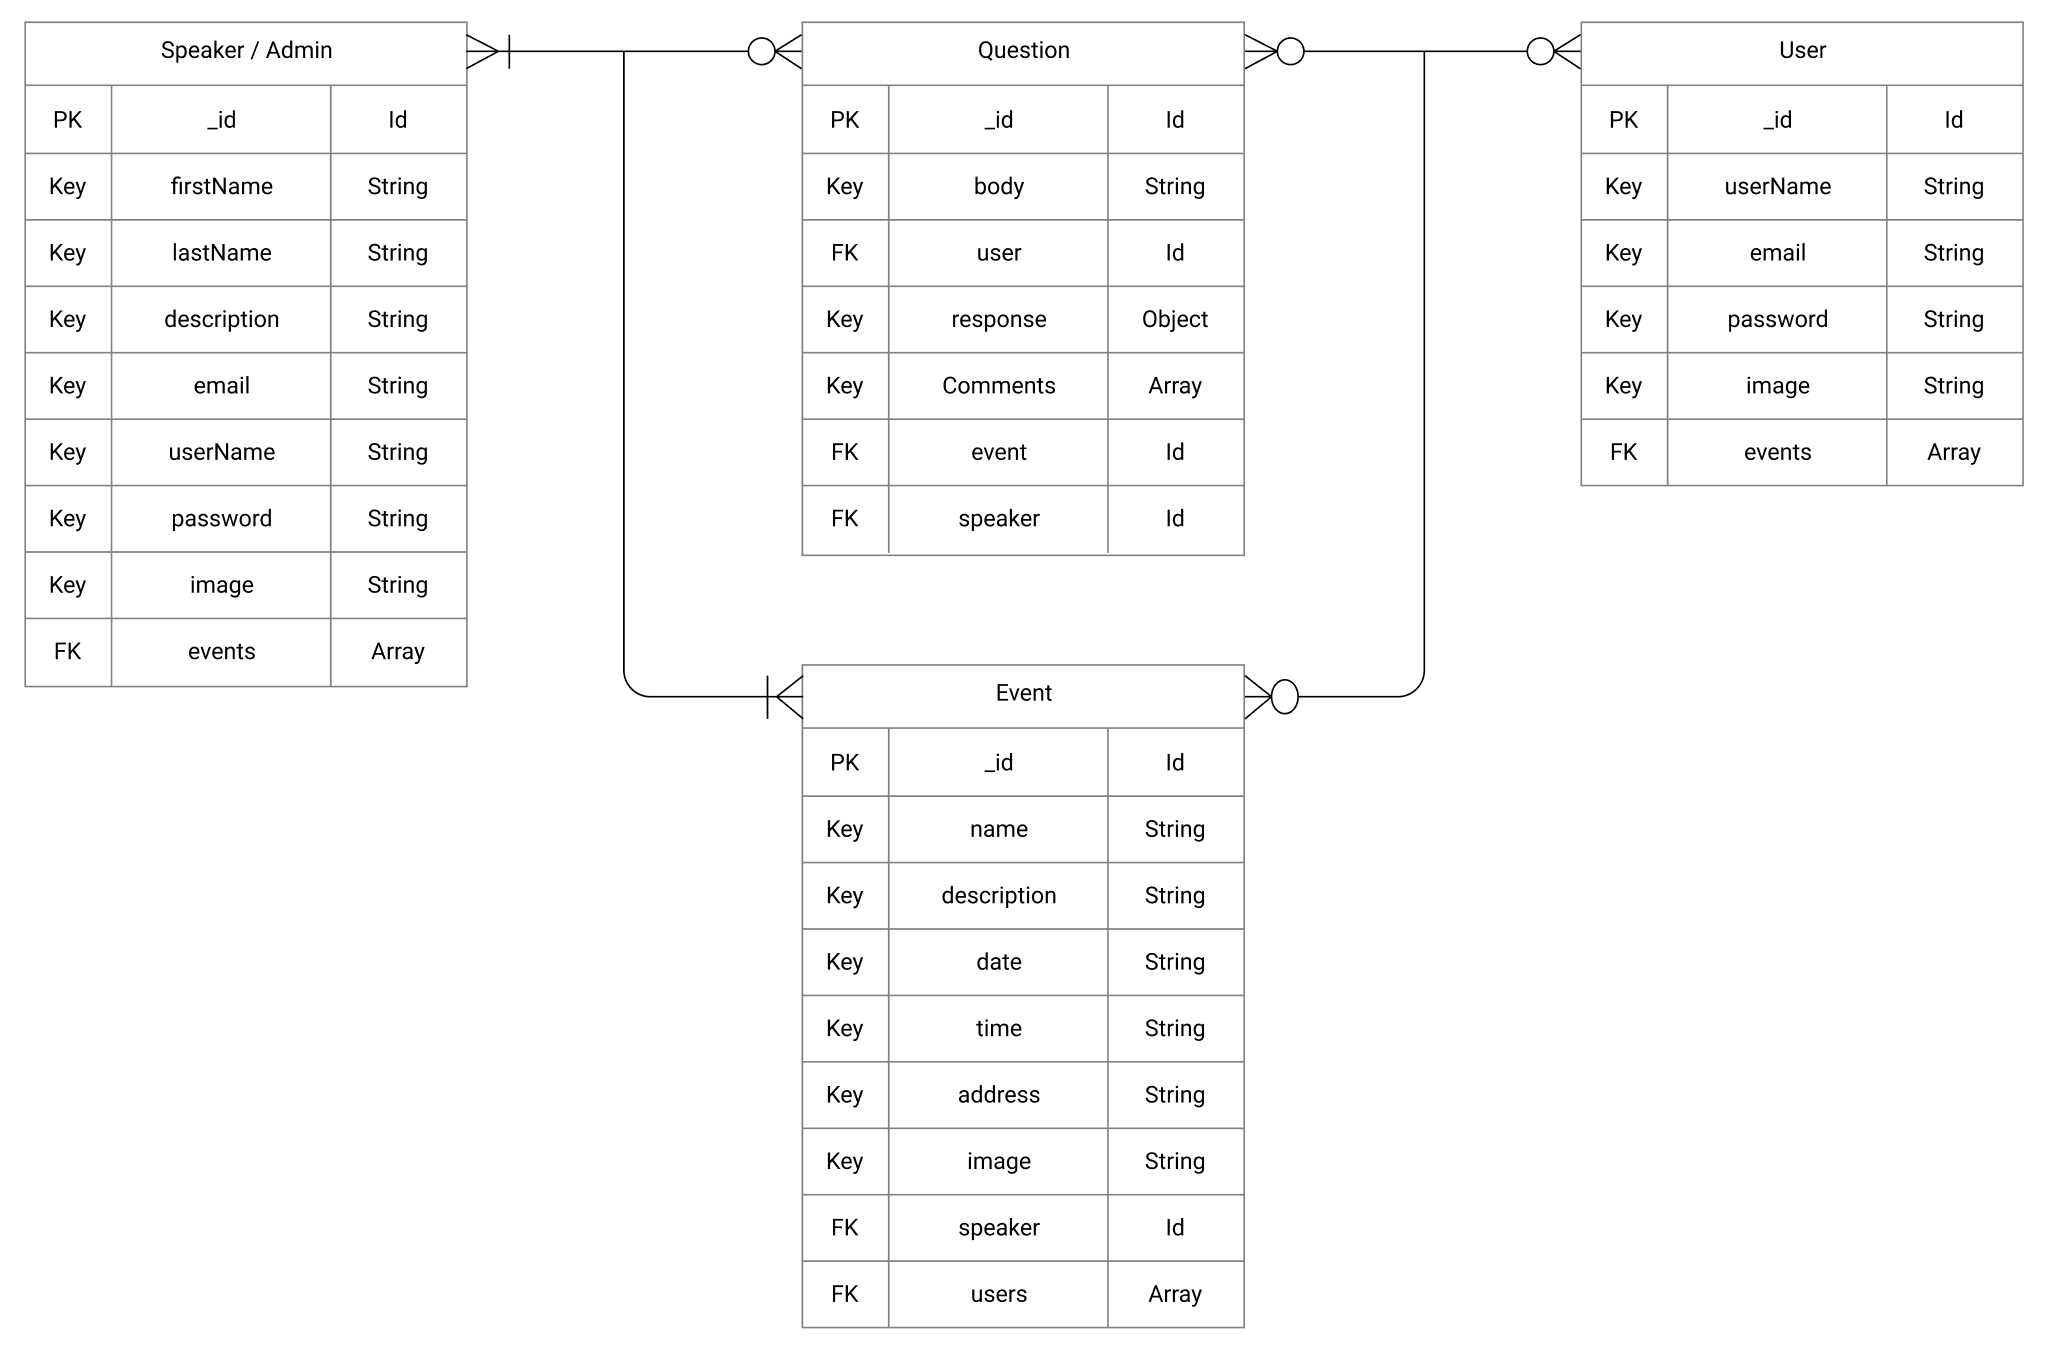 Speaker / Admin
PK _id Id
Key firstName String
Key lastName String
Key description String
Key email String
Key userName String
Key password String
Key image String
FK events Array
Question
PK _id Id
Key body String
FK user Id
Key response Object
Key Comments Array
FK event Id
FK speaker Id
User
PK _id Id
Key userName String
Key email String
Key password String
Key image String
FK events Array
Event
PK _id Id
Key name String
Key description String
Key date String
Key time String
Key address String
Key image String
FK speaker Id
FK users Array